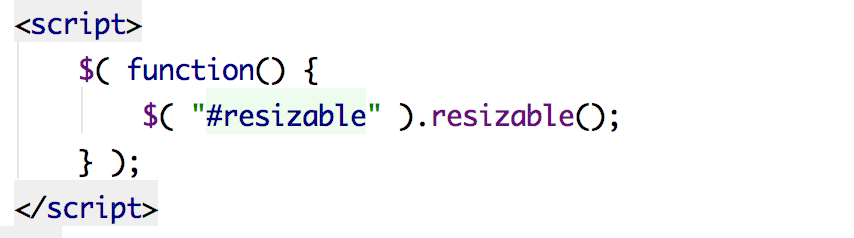 <script>
$( function() {
$( "#resizable" ).resizable();
} );
</script>